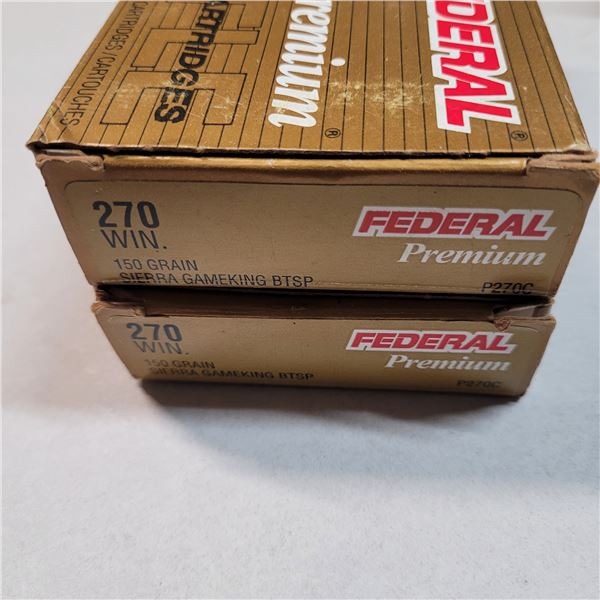 FEDERAL®
Premium®
CARTRIDGES
CARTRIDGES/CARTOUCHES
270
WIN.
150 GRAIN
SIERRA GAMEKING BTSP
FEDERAL
Premium
P270C
270
WIN.
150 GRAIN
SIERRA GAMEKING BTSP
FEDERAL
Premium
P270C